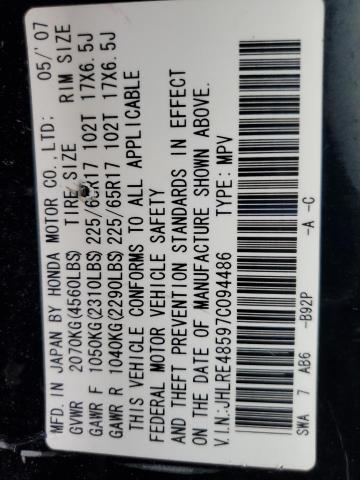 MFD. IN JAPAN BY HONDA MOTOR CO., LTD: 05/'07
GVWR 2070KG(4560LBS) TIRE SIZE RIM SIZE
GAWR F 1050KG(2310LBS) 225/65R17 102T 17X6.5J
GAWR R 1040KG(2290LBS) 225/65R17 102T 17X6.5J
THIS VEHICLE CONFORMS TO ALL APPLICABLE
FEDERAL MOTOR VEHICLE SAFETY
AND THEFT PREVENTION STANDARDS IN EFFECT
ON THE DATE OF MANUFACTURE SHOWN ABOVE.
V.I.N:JHLRE48597C094486 TYPE: MPV
SWA 7 AB6 -B92P -A -C